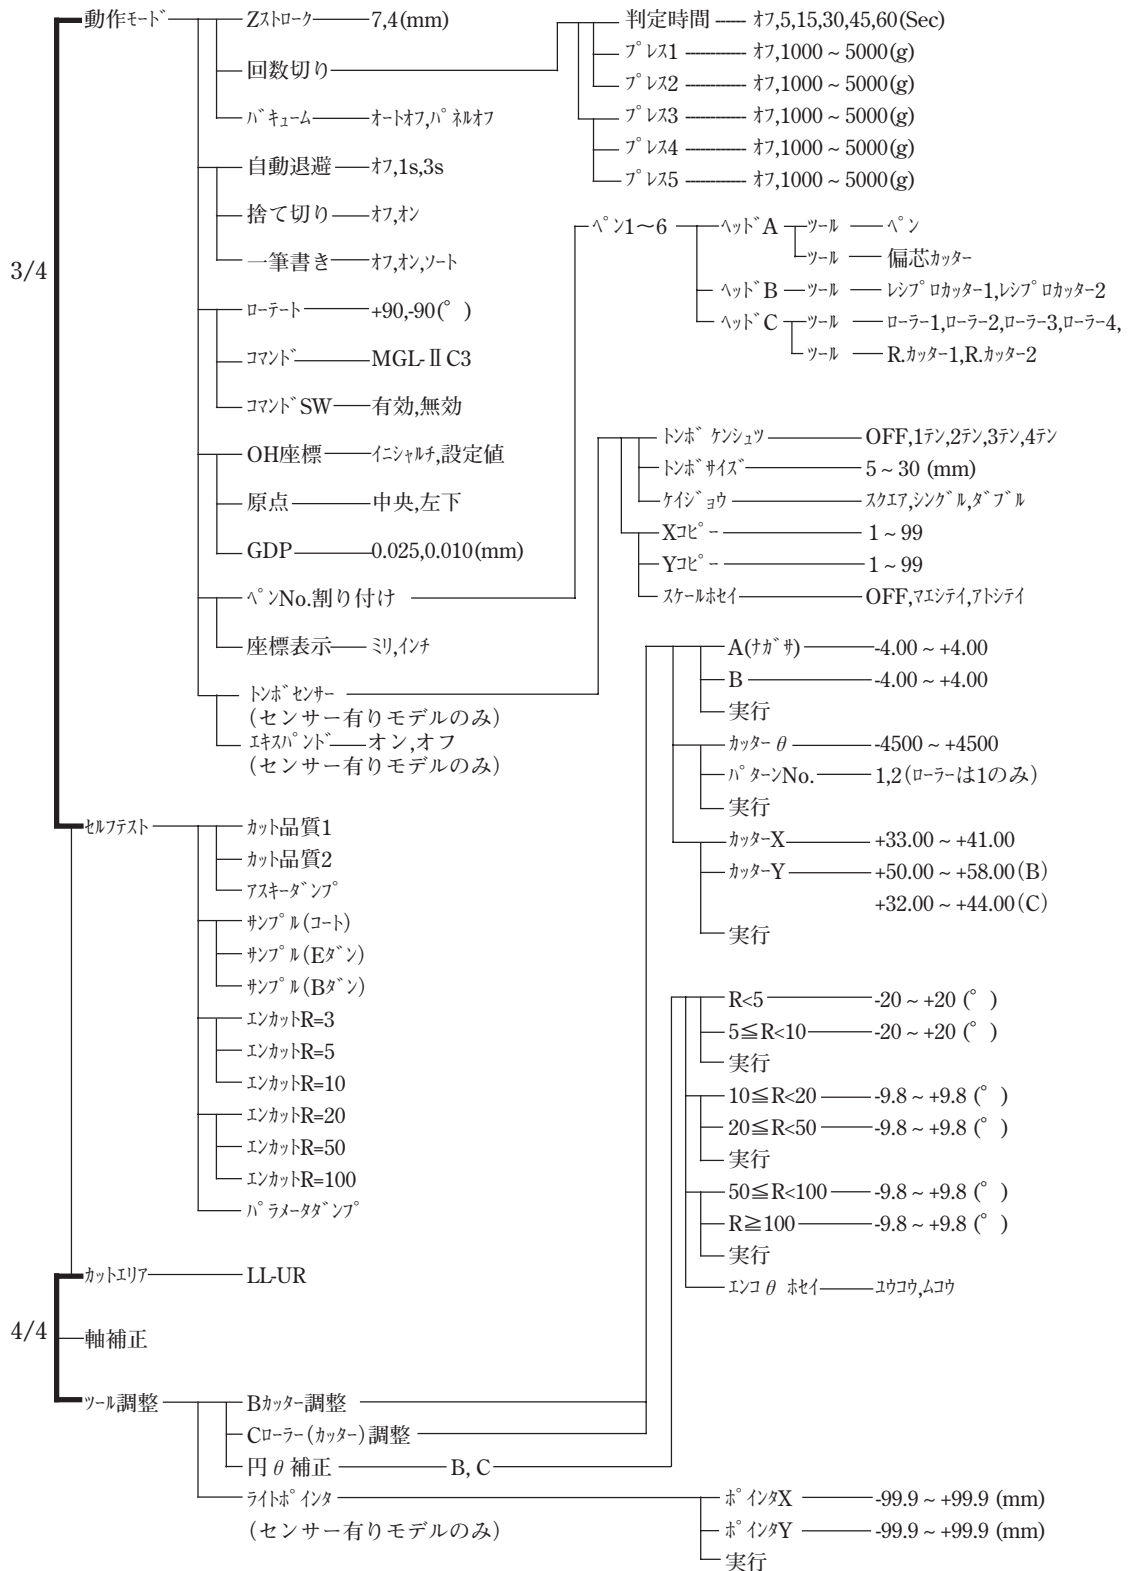 動作ﾓｰﾄﾞ Zｽﾄﾛｰｸ 7,4(mm) 判定時間 ｵﾌ,5,15,30,45,60(Sec)
ﾌﾟﾚｽ1 ｵﾌ,1000 ~ 5000(g)
回数切り
ﾌﾟﾚｽ2 ｵﾌ,1000 ~ 5000(g)
ﾊﾞｷｭｰﾑ ｵｰﾄｵﾌ,ﾊﾟﾈﾙｵﾌ ﾌﾟﾚｽ3 ｵﾌ,1000 ~ 5000(g)
ﾌﾟﾚｽ4 ｵﾌ,1000 ~ 5000(g)
自動退避 ｵﾌ,1s,3s
ﾌﾟﾚｽ5 ｵﾌ,1000 ~ 5000(g)
捨て切り ｵﾌ,ｵﾝ
ﾍﾟﾝ1～6 ﾍｯﾄﾞA ﾂｰﾙ ﾍﾟﾝ
一筆書き ｵﾌ,ｵﾝ,ｿｰﾄ ﾂｰﾙ 偏芯ｶｯﾀｰ
3/4
ﾍｯﾄﾞB ﾂｰﾙ ﾚｼﾌﾟﾛｶｯﾀｰ1,ﾚｼﾌﾟﾛｶｯﾀｰ2
ﾛｰﾃｰﾄ +90,-90(°)
ﾍｯﾄﾞC ﾂｰﾙ ﾛｰﾗｰ1,ﾛｰﾗｰ2,ﾛｰﾗｰ3,ﾛｰﾗｰ4,
ﾂｰﾙ R.ｶｯﾀｰ1,R.ｶｯﾀｰ2
ｺﾏﾝﾄﾞ MGL-ⅡC3
ｺﾏﾝﾄﾞSW 有効,無効
ﾄﾝﾎﾞｹﾝｼｭﾂ OFF,1ﾃﾝ,2ﾃﾝ,3ﾃﾝ,4ﾃﾝ
OH座標 ｲﾆｼｬﾙﾁ,設定値
ﾄﾝﾎﾞｻｲｽﾞ 5 ~ 30 (mm)
原点 中央,左下 ｹｲｼﾞｮｳ ｽｸｴｱ,ｼﾝｸﾞﾙ,ﾀﾞﾌﾞﾙ
Xｺﾋﾟｰ 1 ~ 99
GDP 0.025,0.010(mm)
Yｺﾋﾟｰ 1 ~ 99
ﾍﾟﾝNo.割り付け ｽｹｰﾙﾎｾｲ OFF,ﾏｴｼﾃｲ,ｱﾄｼﾃｲ
座標表示 ﾐﾘ,ｲﾝﾁ A(ﾅｶﾞｻ) -4.00 ~ +4.00
B -4.00 ~ +4.00
ﾄﾝﾎﾞｾﾝｻｰ
(センサー有りモデルのみ) 実行
ｴｷｽﾊﾟﾝﾄﾞ オン,オフ ｶｯﾀｰθ -4500 ~ +4500
(センサー有りモデルのみ)
ﾊﾟﾀｰﾝNo. 1,2(ﾛｰﾗｰは1のみ)
実行
ｾﾙﾌﾃｽﾄ ｶｯﾄ品質1
ｶｯﾀｰX +33.00 ~ +41.00
ｶｯﾄ品質2
ｶｯﾀｰY +50.00 ~ +58.00(B)
ｱｽｷｰﾀﾞﾝﾌﾟ
+32.00 ~ +44.00(C)
ｻﾝﾌﾟﾙ(ｺｰﾄ)
実行
ｻﾝﾌﾟﾙ(Eﾀﾞﾝ)
ｻﾝﾌﾟﾙ(Bﾀﾞﾝ)
R<5 -20 ~ +20 (°)
ｴﾝｶｯﾄR=3
5≦R<10 -20 ~ +20 (°)
ｴﾝｶｯﾄR=5
実行
ｴﾝｶｯﾄR=10
10≦R<20 -9.8 ~ +9.8 (°)
ｴﾝｶｯﾄR=20
20≦R<50 -9.8 ~ +9.8 (°)
ｴﾝｶｯﾄR=50
実行
ｴﾝｶｯﾄR=100
50≦R<100 -9.8 ~ +9.8 (°)
ﾊﾟﾗﾒｰﾀﾀﾞﾝﾌﾟ
R≧100 -9.8 ~ +9.8 (°)
実行
ｶｯﾄｴﾘｱ LL-UR
ｴﾝｺθ ﾎｾｲ ﾕｳｺｳ,ﾑｺｳ
4/4
軸補正
ﾂｰﾙ調整 Bｶｯﾀｰ調整
Cﾛｰﾗｰ(ｶｯﾀｰ)調整
円θ補正 B, C
ﾗｲﾄﾎﾟｲﾝﾀ ﾎﾟｲﾝﾀX -99.9 ~ +99.9 (mm)
(センサー有りモデルのみ) ﾎﾟｲﾝﾀY -99.9 ~ +99.9 (mm)
実行